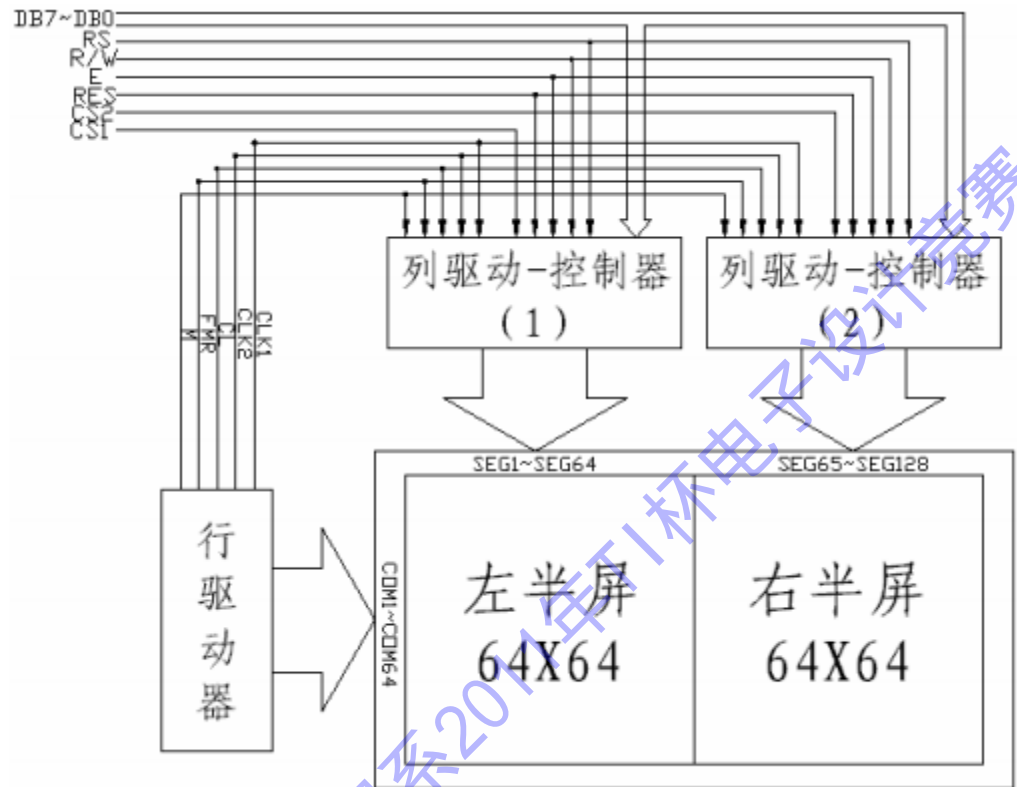 DB7~DB0
RS
R/W
E
RES
CS2
CS1
列驱动-控制器
(1)
列驱动-控制器
(2)
M
FMR
CL
CLK2
CLK1
SEG1~SEG64
SEG65~SEG128
行驱动器
COM1~COM64
左半屏
64X64
右半屏
64X64
系2011年TI杯电子设计竞赛